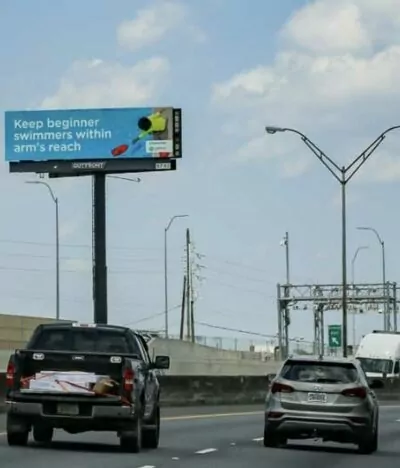 Keep beginner
swimmers within
arm's reach
OUTFRONT